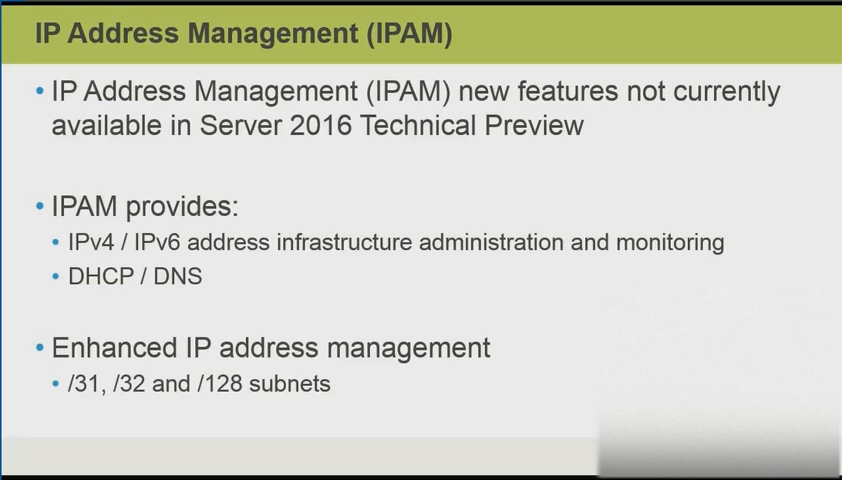 IP Address Management (IPAM)
• IP Address Management (IPAM) new features not currently
available in Server 2016 Technical Preview
• IPAM provides:
• IPv4 / IPv6 address infrastructure administration and monitoring
• DHCP / DNS
• Enhanced IP address management
• /31, /32 and /128 subnets